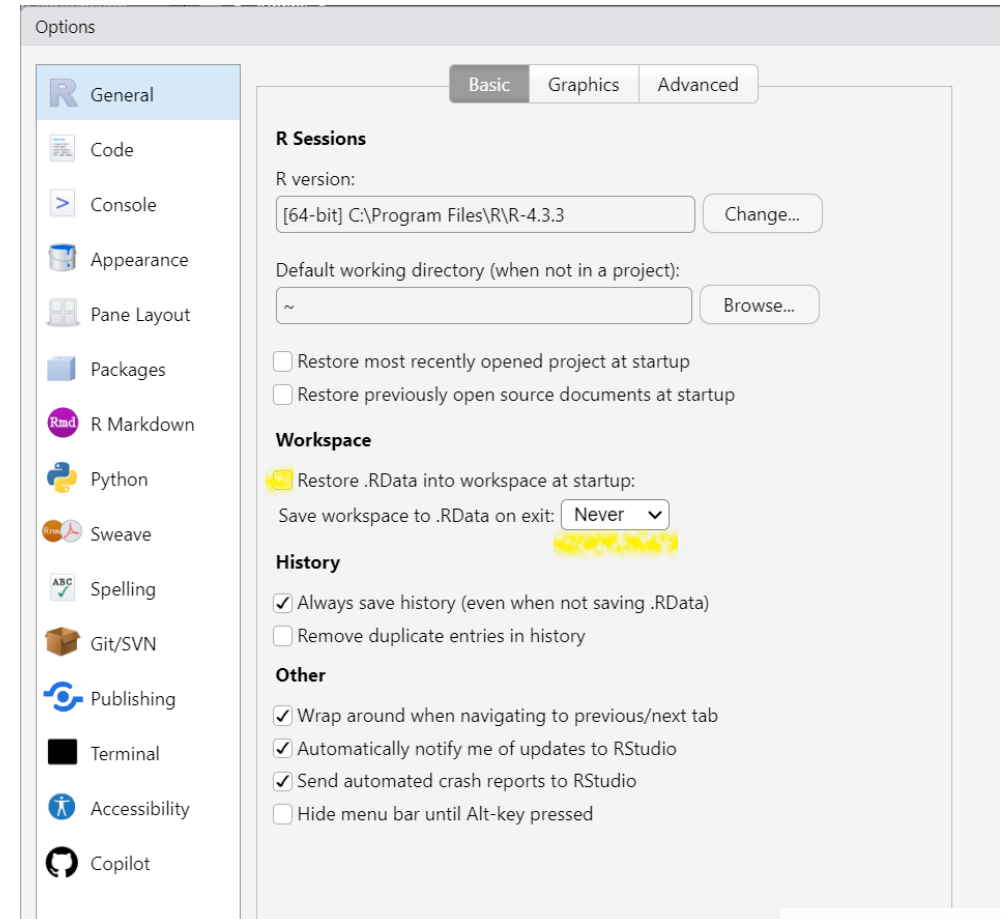 Options
General
Code
Console
Appearance
Pane Layout
Packages
Rmd R Markdown
Python
Rnw Sweave
ABC Spelling
Git/SVN
Publishing
Terminal
Accessibility
Copilot
Basic Graphics Advanced
R Sessions
R version:
[64-bit] C:\Program Files\R\R-4.3.3 Change...
Default working directory (when not in a project):
~ Browse...
Restore most recently opened project at startup
Restore previously open source documents at startup
Workspace
Restore .RData into workspace at startup:
Save workspace to .RData on exit: Never
History
Always save history (even when not saving .RData)
Remove duplicate entries in history
Other
Wrap around when navigating to previous/next tab
Automatically notify me of updates to RStudio
Send automated crash reports to RStudio
Hide menu bar until Alt-key pressed